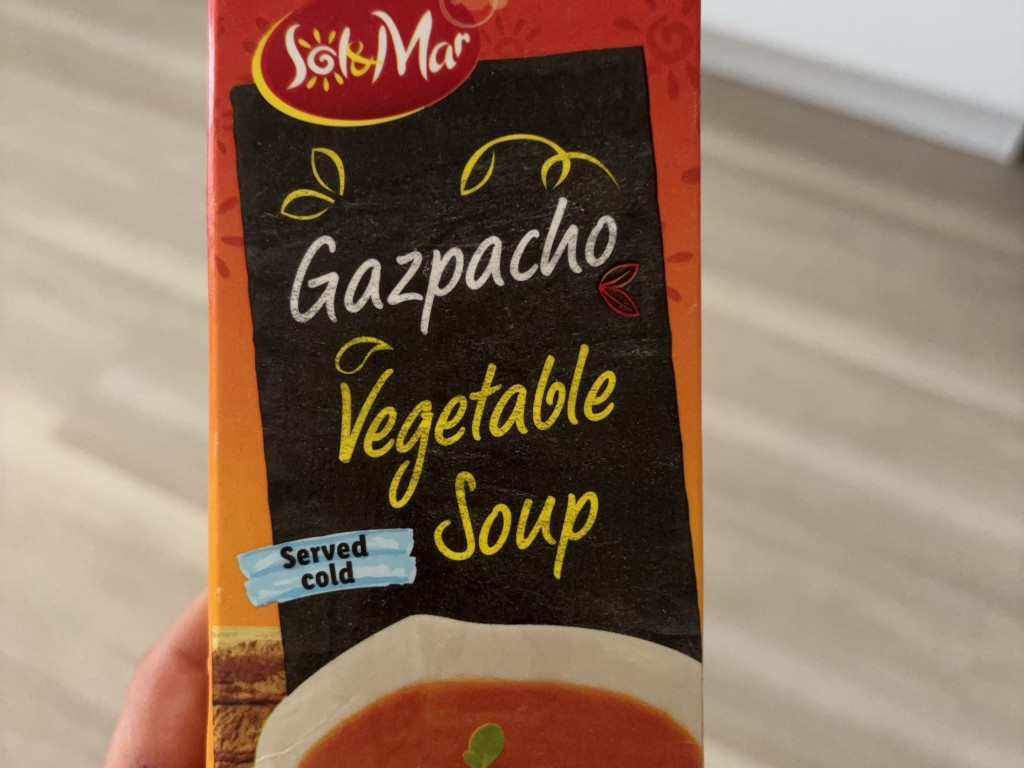 Sol&Mar
Gazpacho
Vegetable
Soup
Served
cold